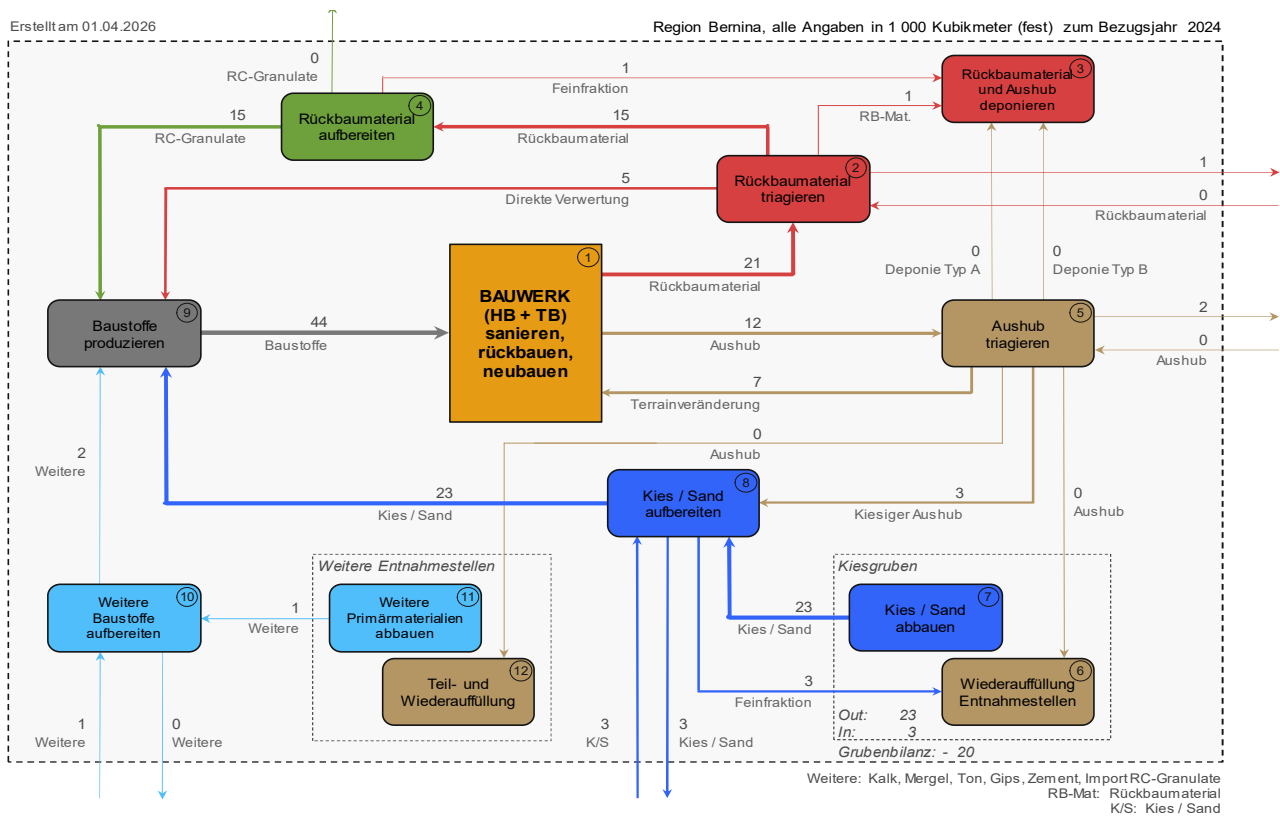 Erstellt am 01.04.2026
Region Bernina, alle Angaben in 1 000 Kubikmeter (fest) zum Bezugsjahr 2024
0
RC-Granulate
1
Feinfraktion
3
Rückbaumaterial
und Aushub
deponieren
4
Rückbaumaterial
aufbereiten
15
RC-Granulate
15
Rückbaumaterial
1
RB-Mat.
2
Rückbaumaterial
triagieren
1
0
Rückbaumaterial
5
Direkte Verwertung
1
BAUWERK
(HB + TB)
sanieren,
rückbauen,
neubauen
21
Rückbaumaterial
0
Deponie Typ A
0
Deponie Typ B
9
Baustoffe
produzieren
44
Baustoffe
12
Aushub
5
Aushub
triagieren
2
0
Aushub
7
Terrainveränderung
0
Aushub
2
Weitere
23
Kies / Sand
8
Kies / Sand
aufbereiten
3
Kiesiger Aushub
0
Aushub
Weitere Entnahmestellen
Kiesgruben
10
Weitere
Baustoffe
aufbereiten
1
Weitere
11
Weitere
Primärmaterialien
abbauen
23
Kies / Sand
7
Kies / Sand
abbauen
12
Teil- und
Wiederauffüllung
3
Feinfraktion
6
Wiederauffüllung
Entnahmestellen
1
Weitere
0
Weitere
3
K/S
3
Kies / Sand
Out: 23
In: 3
Grubenbilanz: - 20
Weitere: Kalk, Mergel, Ton, Gips, Zement, Import RC-Granulate
RB-Mat: Rückbaumaterial
K/S: Kies / Sand